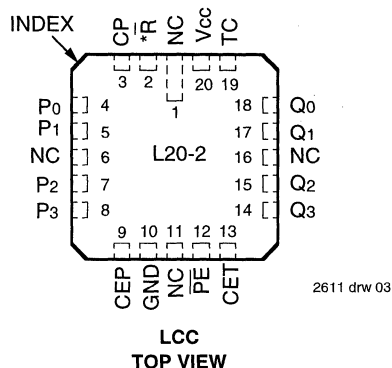 INDEX
CP
*R̅
NC
Vcc
TC
3
2
1
20
19
P0
4
18
Q0
P1
5
17
Q1
NC
6
L20-2
16
NC
P2
7
15
Q2
P3
8
14
Q3
9
10
11
12
13
CEP
GND
NC
P̅E̅
CET
2611 drw 03
LCC
TOP VIEW